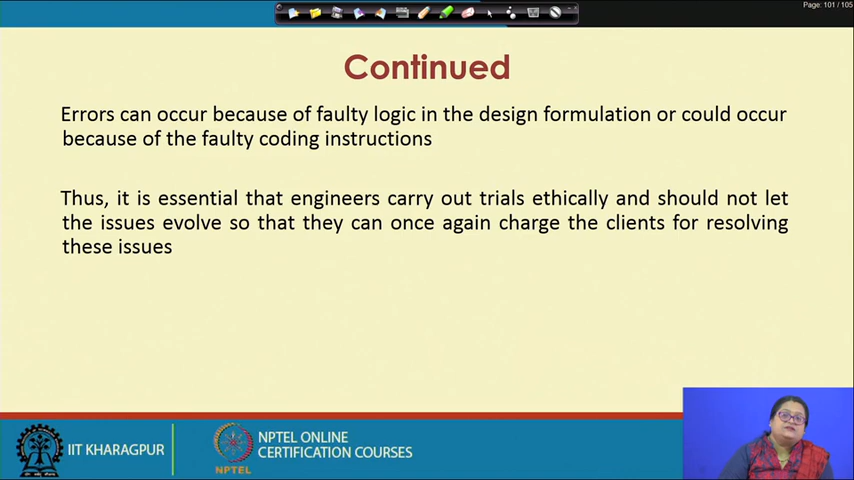 Page: 101 / 105
Continued
Errors can occur because of faulty logic in the design formulation or could occur
because of the faulty coding instructions
Thus, it is essential that engineers carry out trials ethically and should not let
the issues evolve so that they can once again charge the clients for resolving
these issues
IIT KHARAGPUR
NPTEL
NPTEL ONLINE
CERTIFICATION COURSES